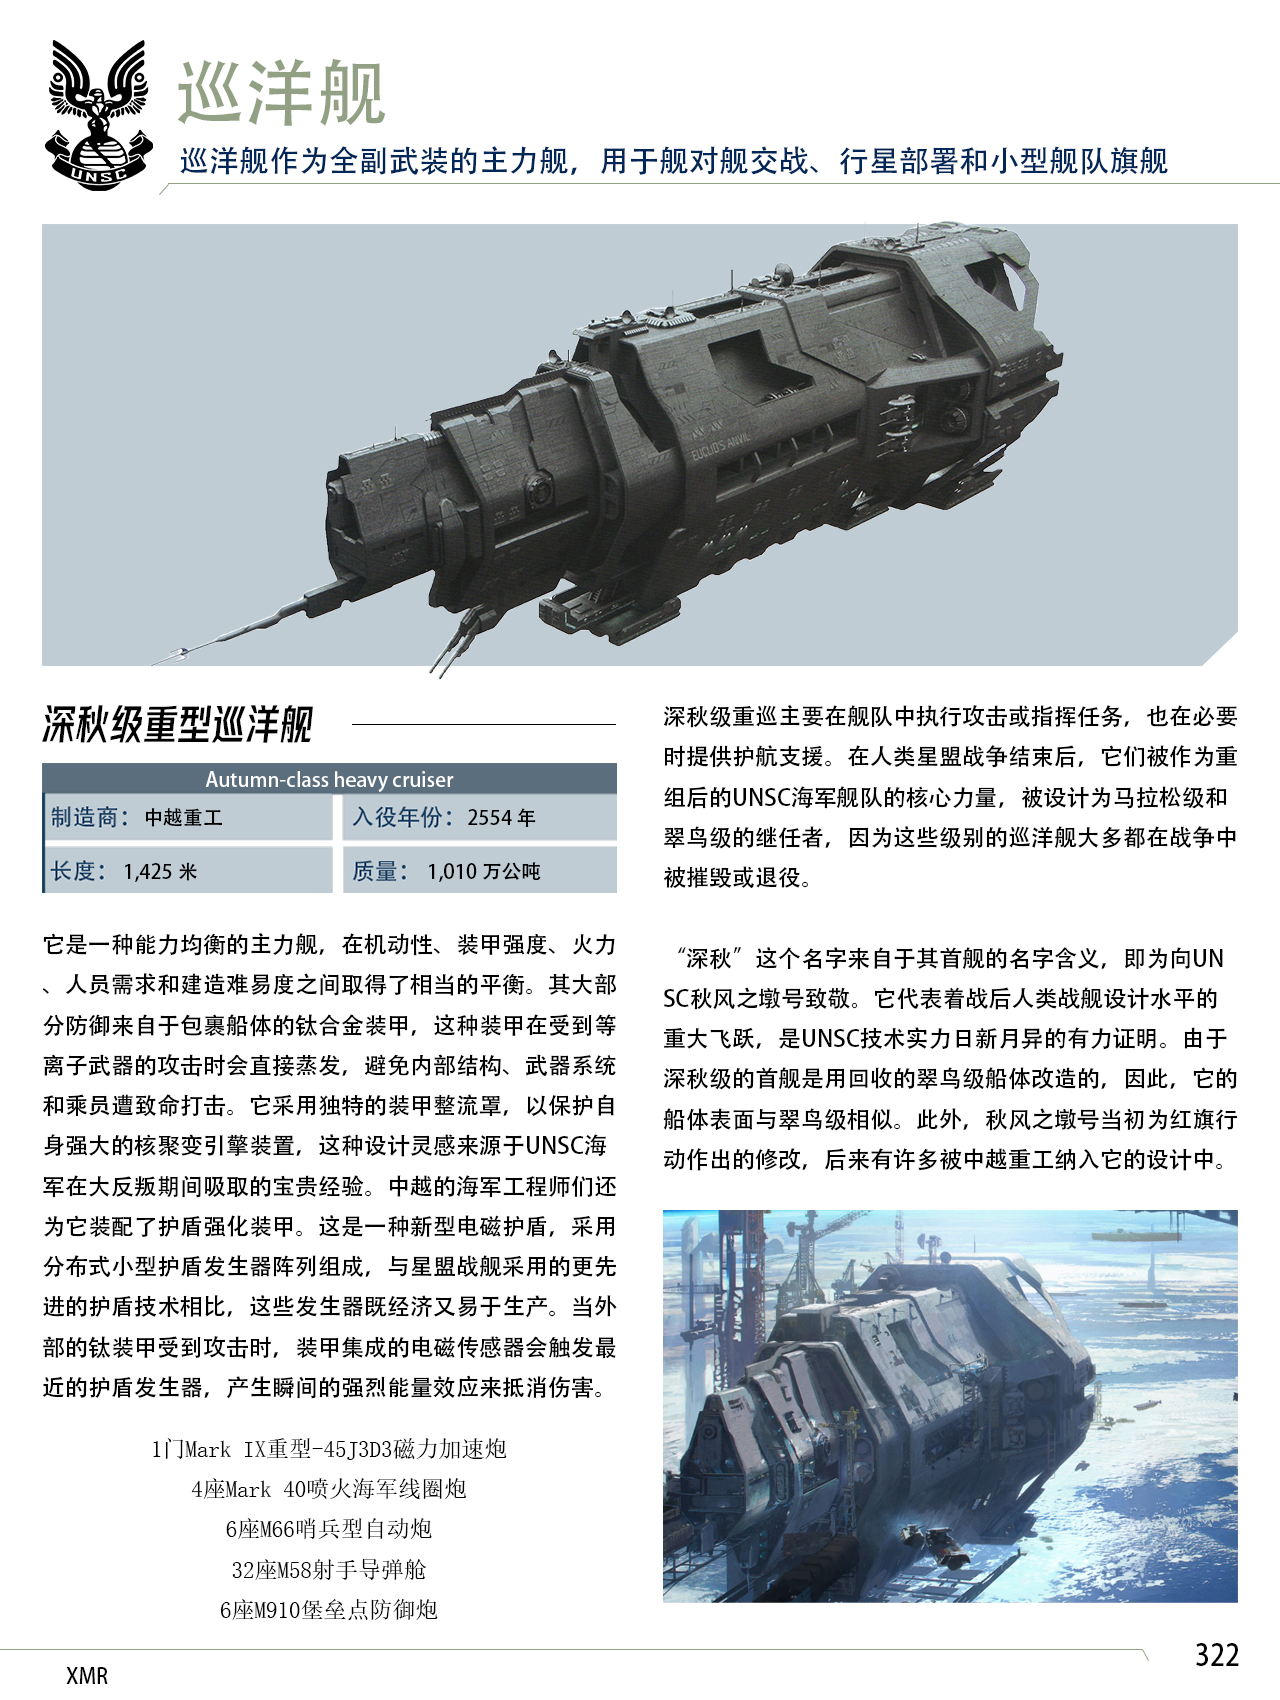 UNSC
巡洋舰
巡洋舰作为全副武装的主力舰，用于舰对舰交战、行星部署和小型舰队旗舰
EUCLID'S ANVIL
深秋级重型巡洋舰
Autumn-class heavy cruiser
制造商：中越重工
入役年份：2554 年
长度：1,425 米
质量：1,010 万公吨
它是一种能力均衡的主力舰，在机动性、装甲强度、火力
、人员需求和建造难易度之间取得了相当的平衡。其大部
分防御来自于包裹船体的钛合金装甲，这种装甲在受到等
离子武器的攻击时会直接蒸发，避免内部结构、武器系统
和乘员遭致命打击。它采用独特的装甲整流罩，以保护自
身强大的核聚变引擎装置，这种设计灵感来源于UNSC海
军在大反叛期间吸取的宝贵经验。中越的海军工程师们还
为它装配了护盾强化装甲。这是一种新型电磁护盾，采用
分布式小型护盾发生器阵列组成，与星盟战舰采用的更先
进的护盾技术相比，这些发生器既经济又易于生产。当外
部的钛装甲受到攻击时，装甲集成的电磁传感器会触发最
近的护盾发生器，产生瞬间的强烈能量效应来抵消伤害。
1门Mark IX重型-45J3D3磁力加速炮
4座Mark 40喷火海军线圈炮
6座M66哨兵型自动炮
32座M58射手导弹舱
6座M910堡垒点防御炮
深秋级重巡主要在舰队中执行攻击或指挥任务，也在必要
时提供护航支援。在人类星盟战争结束后，它们被作为重
组后的UNSC海军舰队的核心力量，被设计为马拉松级和
翠鸟级的继任者，因为这些级别的巡洋舰大多都在战争中
被摧毁或退役。
“深秋”这个名字来自于其首舰的名字含义，即为向UN
SC秋风之墩号致敬。它代表着战后人类战舰设计水平的
重大飞跃，是UNSC技术实力日新月异的有力证明。由于
深秋级的首舰是用回收的翠鸟级船体改造的，因此，它的
船体表面与翠鸟级相似。此外，秋风之墩号当初为红旗行
动作出的修改，后来有许多被中越重工纳入它的设计中。
322
XMR